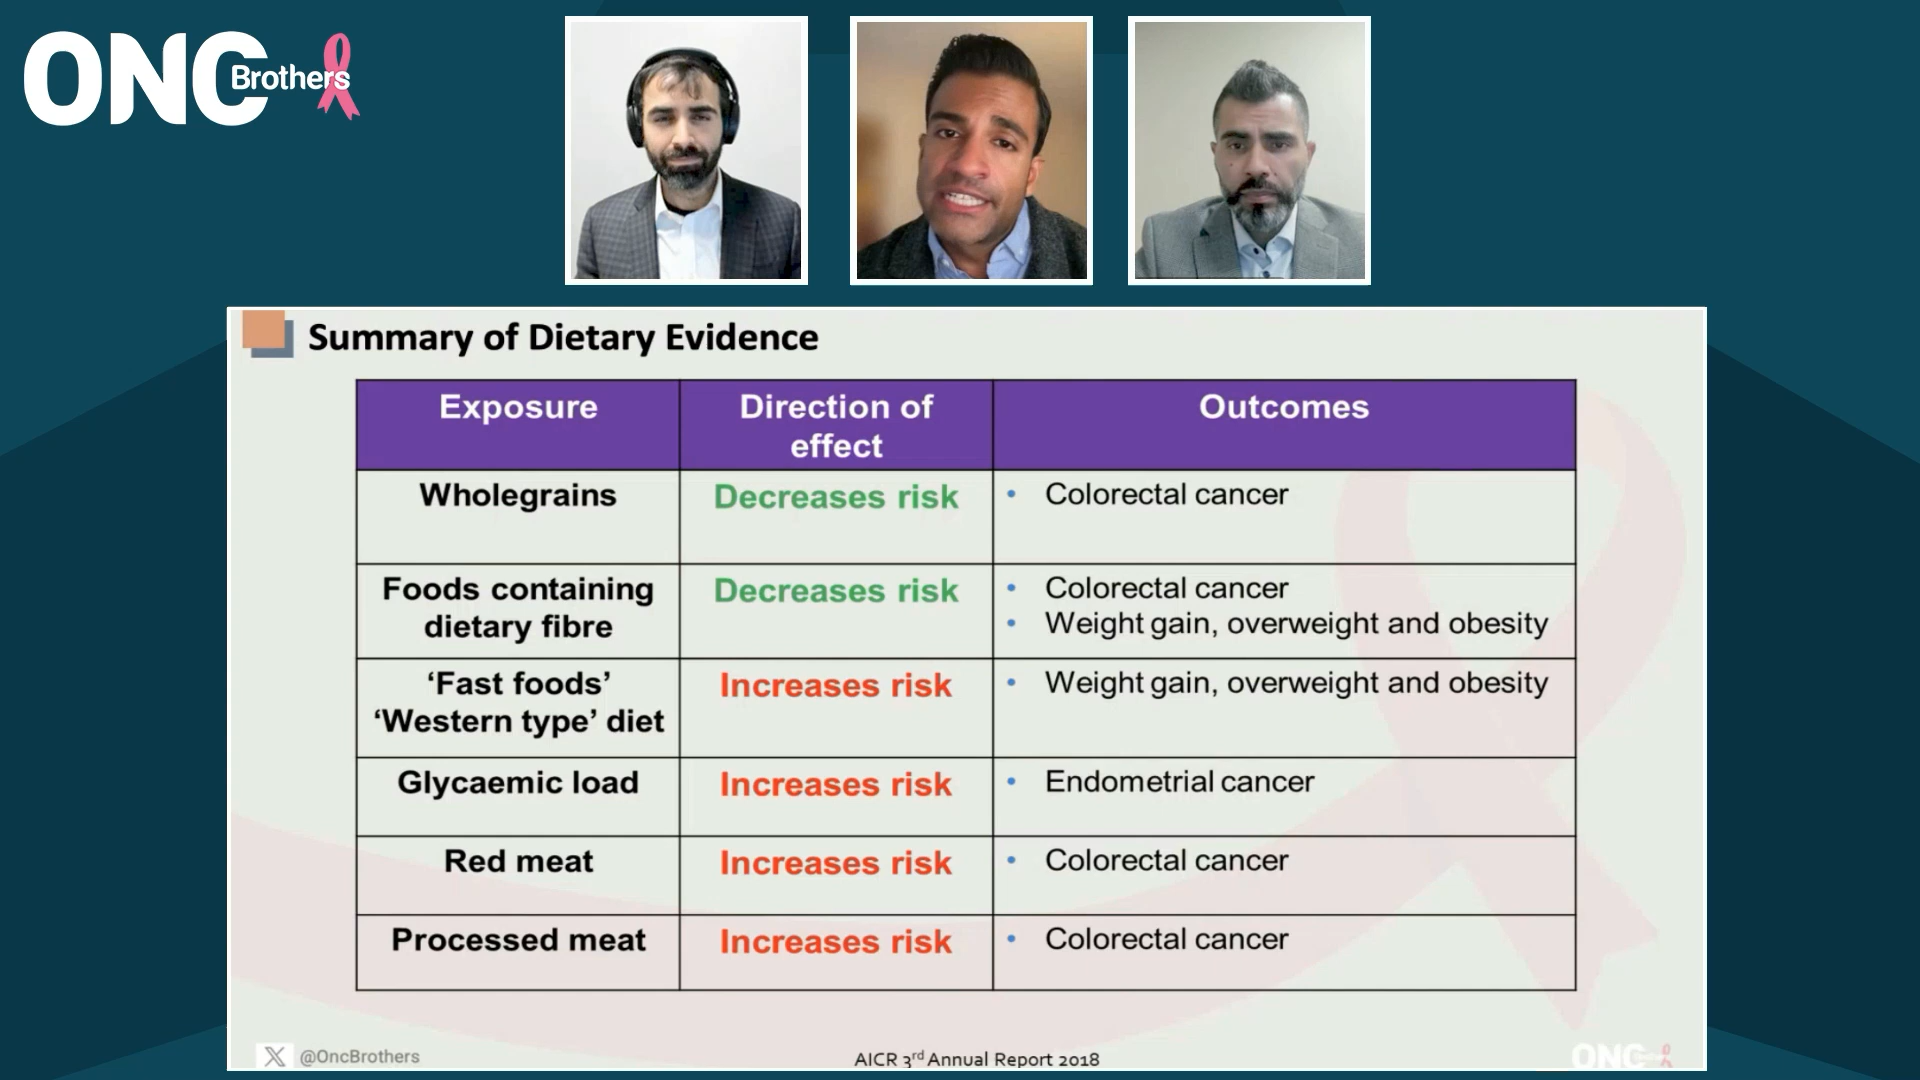 ONC Brothers
Summary of Dietary Evidence
Exposure
Direction of
effect
Outcomes
Wholegrains
Decreases risk
• Colorectal cancer
Foods containing
dietary fibre
Decreases risk
• Colorectal cancer
• Weight gain, overweight and obesity
‘Fast foods’
‘Western type’ diet
Increases risk
• Weight gain, overweight and obesity
Glycaemic load
Increases risk
• Endometrial cancer
Red meat
Increases risk
• Colorectal cancer
Processed meat
Increases risk
• Colorectal cancer
@OncBrothers
AICR 3rd Annual Report 2018
ONC